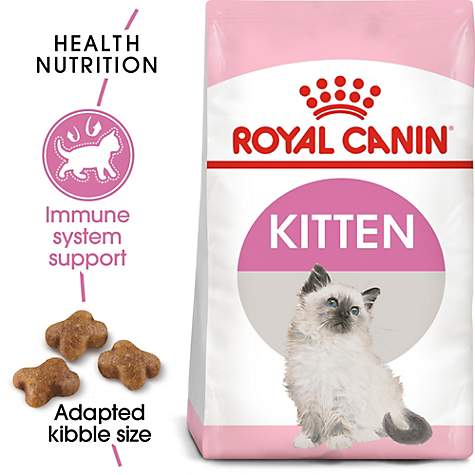 HEALTH
NUTRITION
Immune
system
support
Adapted
kibble size
ROYAL CANIN®
KITTEN